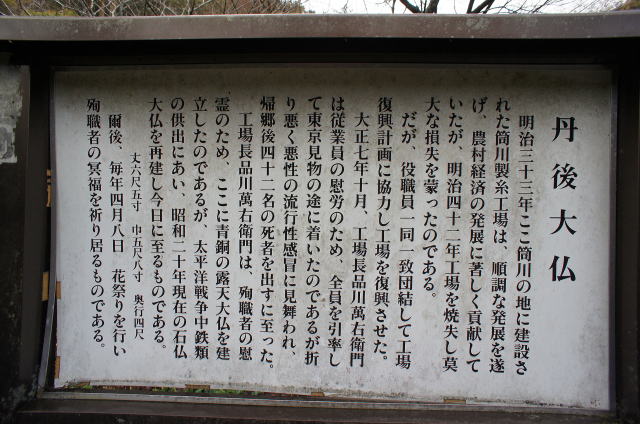 丹後大仏
明治三十三年ここ筒川の地に建設さ
れた筒川製糸工場は、順調な発展を遂
げ、農村経済の発展に著しく貢献して
いたが、明治四十二年工場を焼失し莫
大な損失を蒙ったのである。
だが、役職員一同一致団結して工場
復興計画に協力し工場を復興させた。
大正七年十月、工場長品川萬右衛門
は従業員の慰労のため、全員を引率し
て東京見物の途に着いたのであるが折
り悪く悪性の流行性感冒に見舞われ、
帰郷後四十二名の死者を出すに至った。
工場長品川萬右衛門は、殉職者の慰
霊のため、ここに青銅の露天大仏を建
立したのであるが、太平洋戦争中鉄類
の供出にあい、昭和二十年現在の石仏
大仏を再建し今日に至るものである。
丈六尺五寸 巾五尺八寸 奥行四尺
爾後、毎年四月八日 花祭りを行い
殉職者の冥福を祈り居るものである。